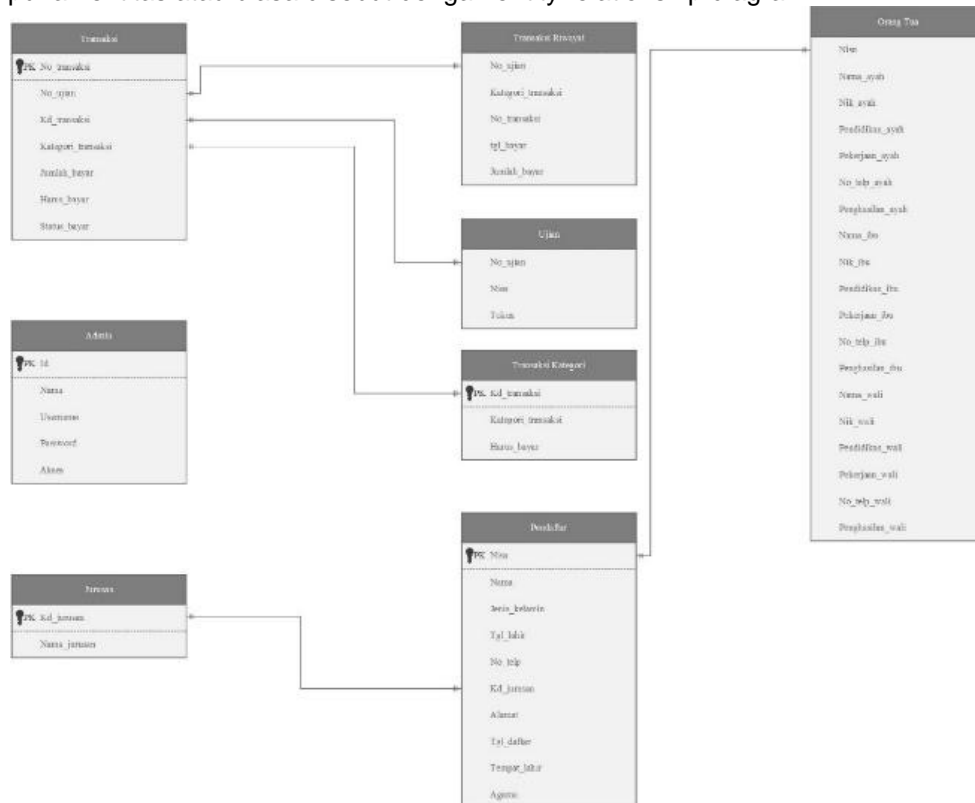 Transaksi
PK No_transaksi
No_ujian
Kd_transaksi
Kategori_transaksi
Jumlah_bayar
Harus_bayar
Status_bayar
Transaksi Riwayat
No_ujian
Kategori_transaksi
No_transaksi
tgl_bayar
Jumlah_bayar
Ujian
No_ujian
Nisn
Token
Transaksi Kategori
PK Kd_transaksi
Kategori_transaksi
Harus_bayar
Admin
PK Id
Nama
Username
Password
Akses
Jurusan
PK Kd_jurusan
Nama_jurusan
Pendaftar
PK Nisn
Nama
Jenis_kelamin
Tgl_lahir
No_telp
Kd_jurusan
Alamat
Tgl_daftar
Tempat_lahir
Agama
Orang Tua
Nisn
Nama_ayah
Nik_ayah
Pendidikan_ayah
Pekerjaan_ayah
No_telp_ayah
Penghasilan_ayah
Nama_ibu
Nik_ibu
Pendidikan_ibu
Pekerjaan_ibu
No_telp_ibu
Penghasilan_ibu
Nama_wali
Nik_wali
Pendidikan_wali
Pekerjaan_wali
No_telp_wali
Penghasilan_wali